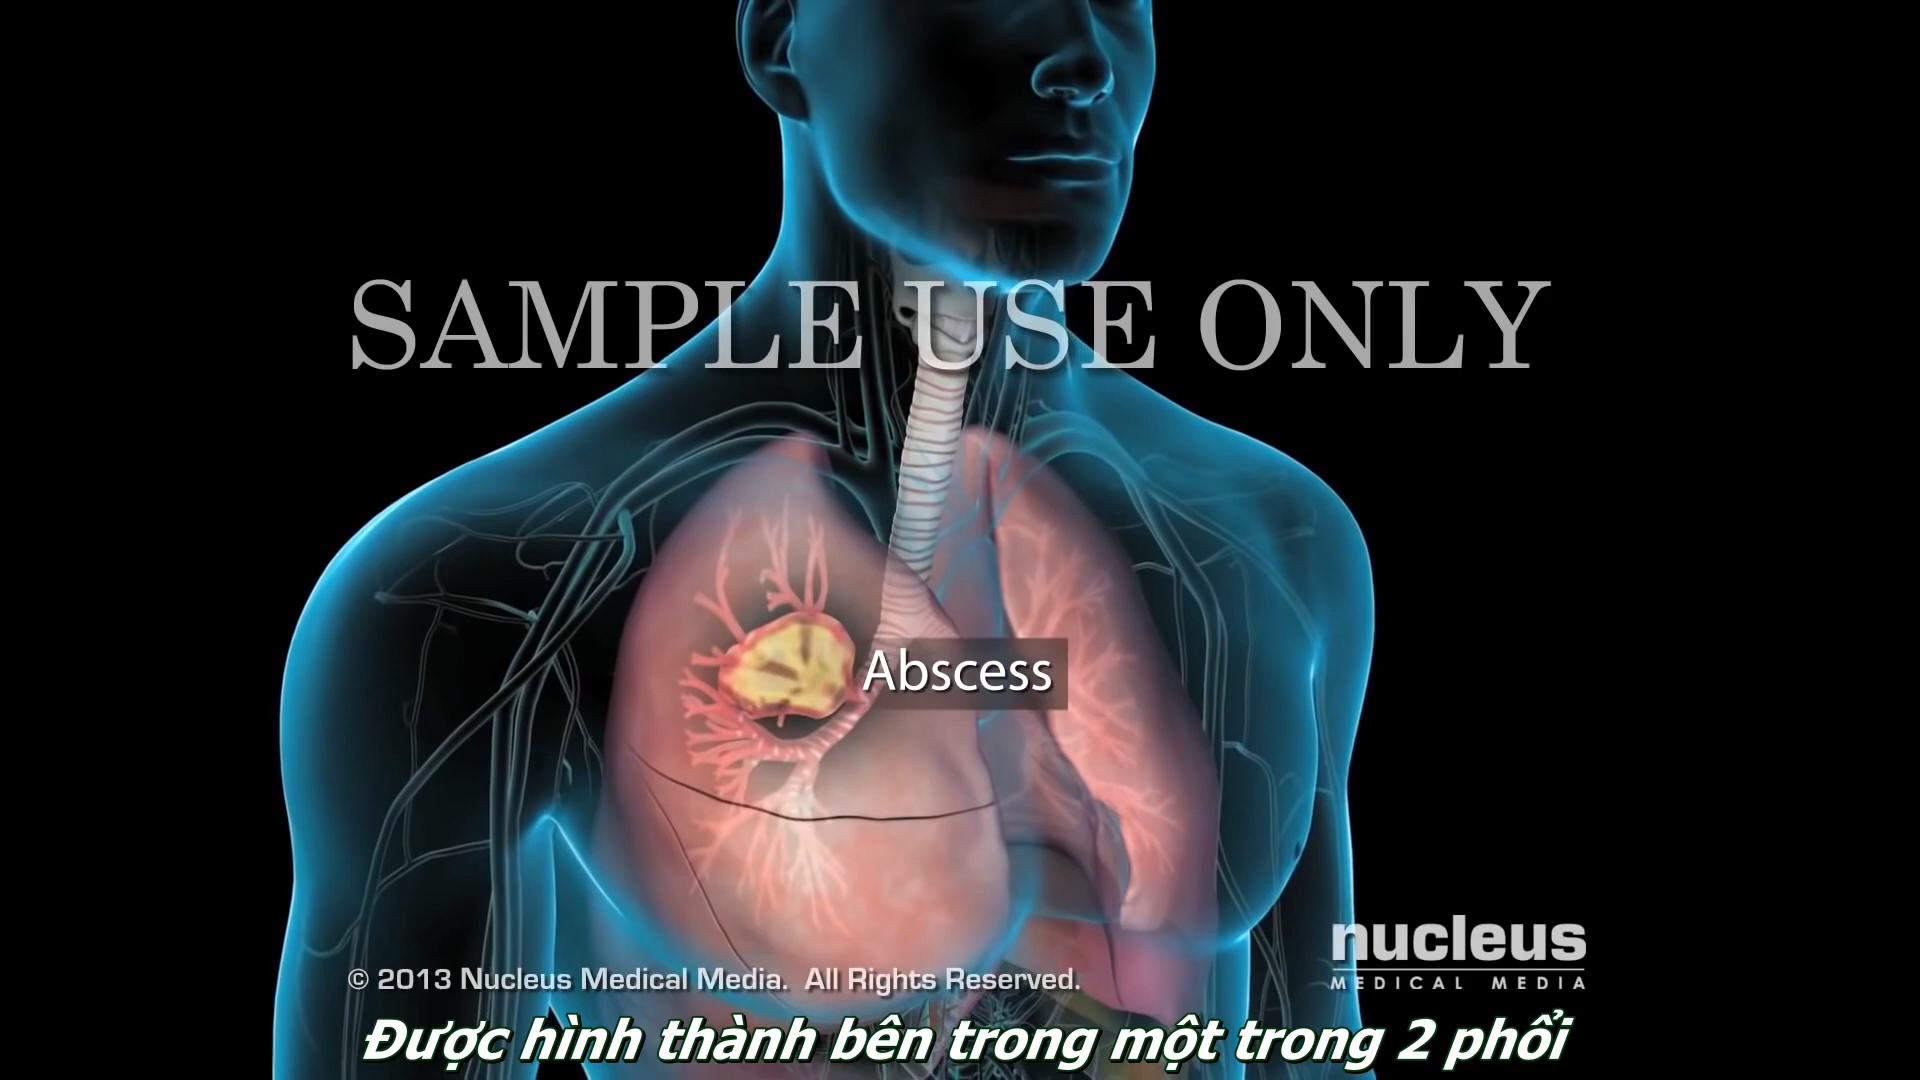 SAMPLE USE ONLY
Abscess
nucleus
MEDICAL MEDIA
© 2013 Nucleus Medical Media. All Rights Reserved.
Được hình thành bên trong một trong 2 phổi